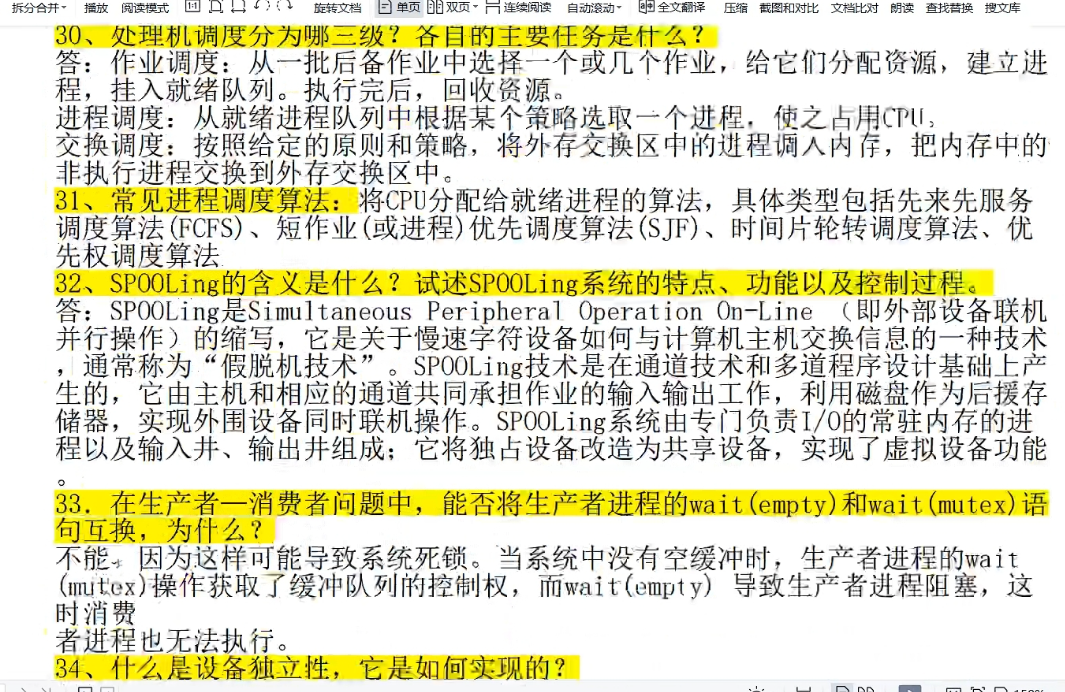 拆分合并 播放 阅读模式 旋转文档 单页 双页 连续阅读 自动滚动 全文翻译 压缩 截图和对比 文档比对 朗读 查找替换 搜文库
30、处理机调度分为哪三级？各自的主要任务是什么？
答：作业调度：从一批后备作业中选择一个或几个作业，给它们分配资源，建立进
程，挂入就绪队列。执行完后，回收资源。
进程调度：从就绪进程队列中根据某个策略选取一个进程，使之占用CPU。
交换调度：按照给定的原则和策略，将外存交换区中的进程调入内存，把内存中的
非执行进程交换到外存交换区中。
31、常见进程调度算法：将CPU分配给就绪进程的算法，具体类型包括先来先服务
调度算法(FCFS)、短作业(或进程)优先调度算法(SJF)、时间片轮转调度算法、优
先权调度算法
32、SPOOLing的含义是什么？试述SPOOLing系统的特点、功能以及控制过程。
答：SPOOLing是Simultaneous Peripheral Operation On-Line （即外部设备联机
并行操作）的缩写，它是关于慢速字符设备如何与计算机主机交换信息的一种技术
，通常称为“假脱机技术”。SPOOLing技术是在通道技术和多道程序设计基础上产
生的，它由主机和相应的通道共同承担作业的输入输出工作，利用磁盘作为后援存
储器，实现外围设备同时联机操作。SPOOLing系统由专门负责I/O的常驻内存的进
程以及输入井、输出井组成；它将独占设备改造为共享设备，实现了虚拟设备功能
。
33．在生产者—消费者问题中，能否将生产者进程的wait(empty)和wait(mutex)语
句互换，为什么？
不能。因为这样可能导致系统死锁。当系统中没有空缓冲时，生产者进程的wait
(mutex)操作获取了缓冲队列的控制权，而wait(empty) 导致生产者进程阻塞，这
时消费
者进程也无法执行。
34、什么是设备独立性，它是如何实现的？